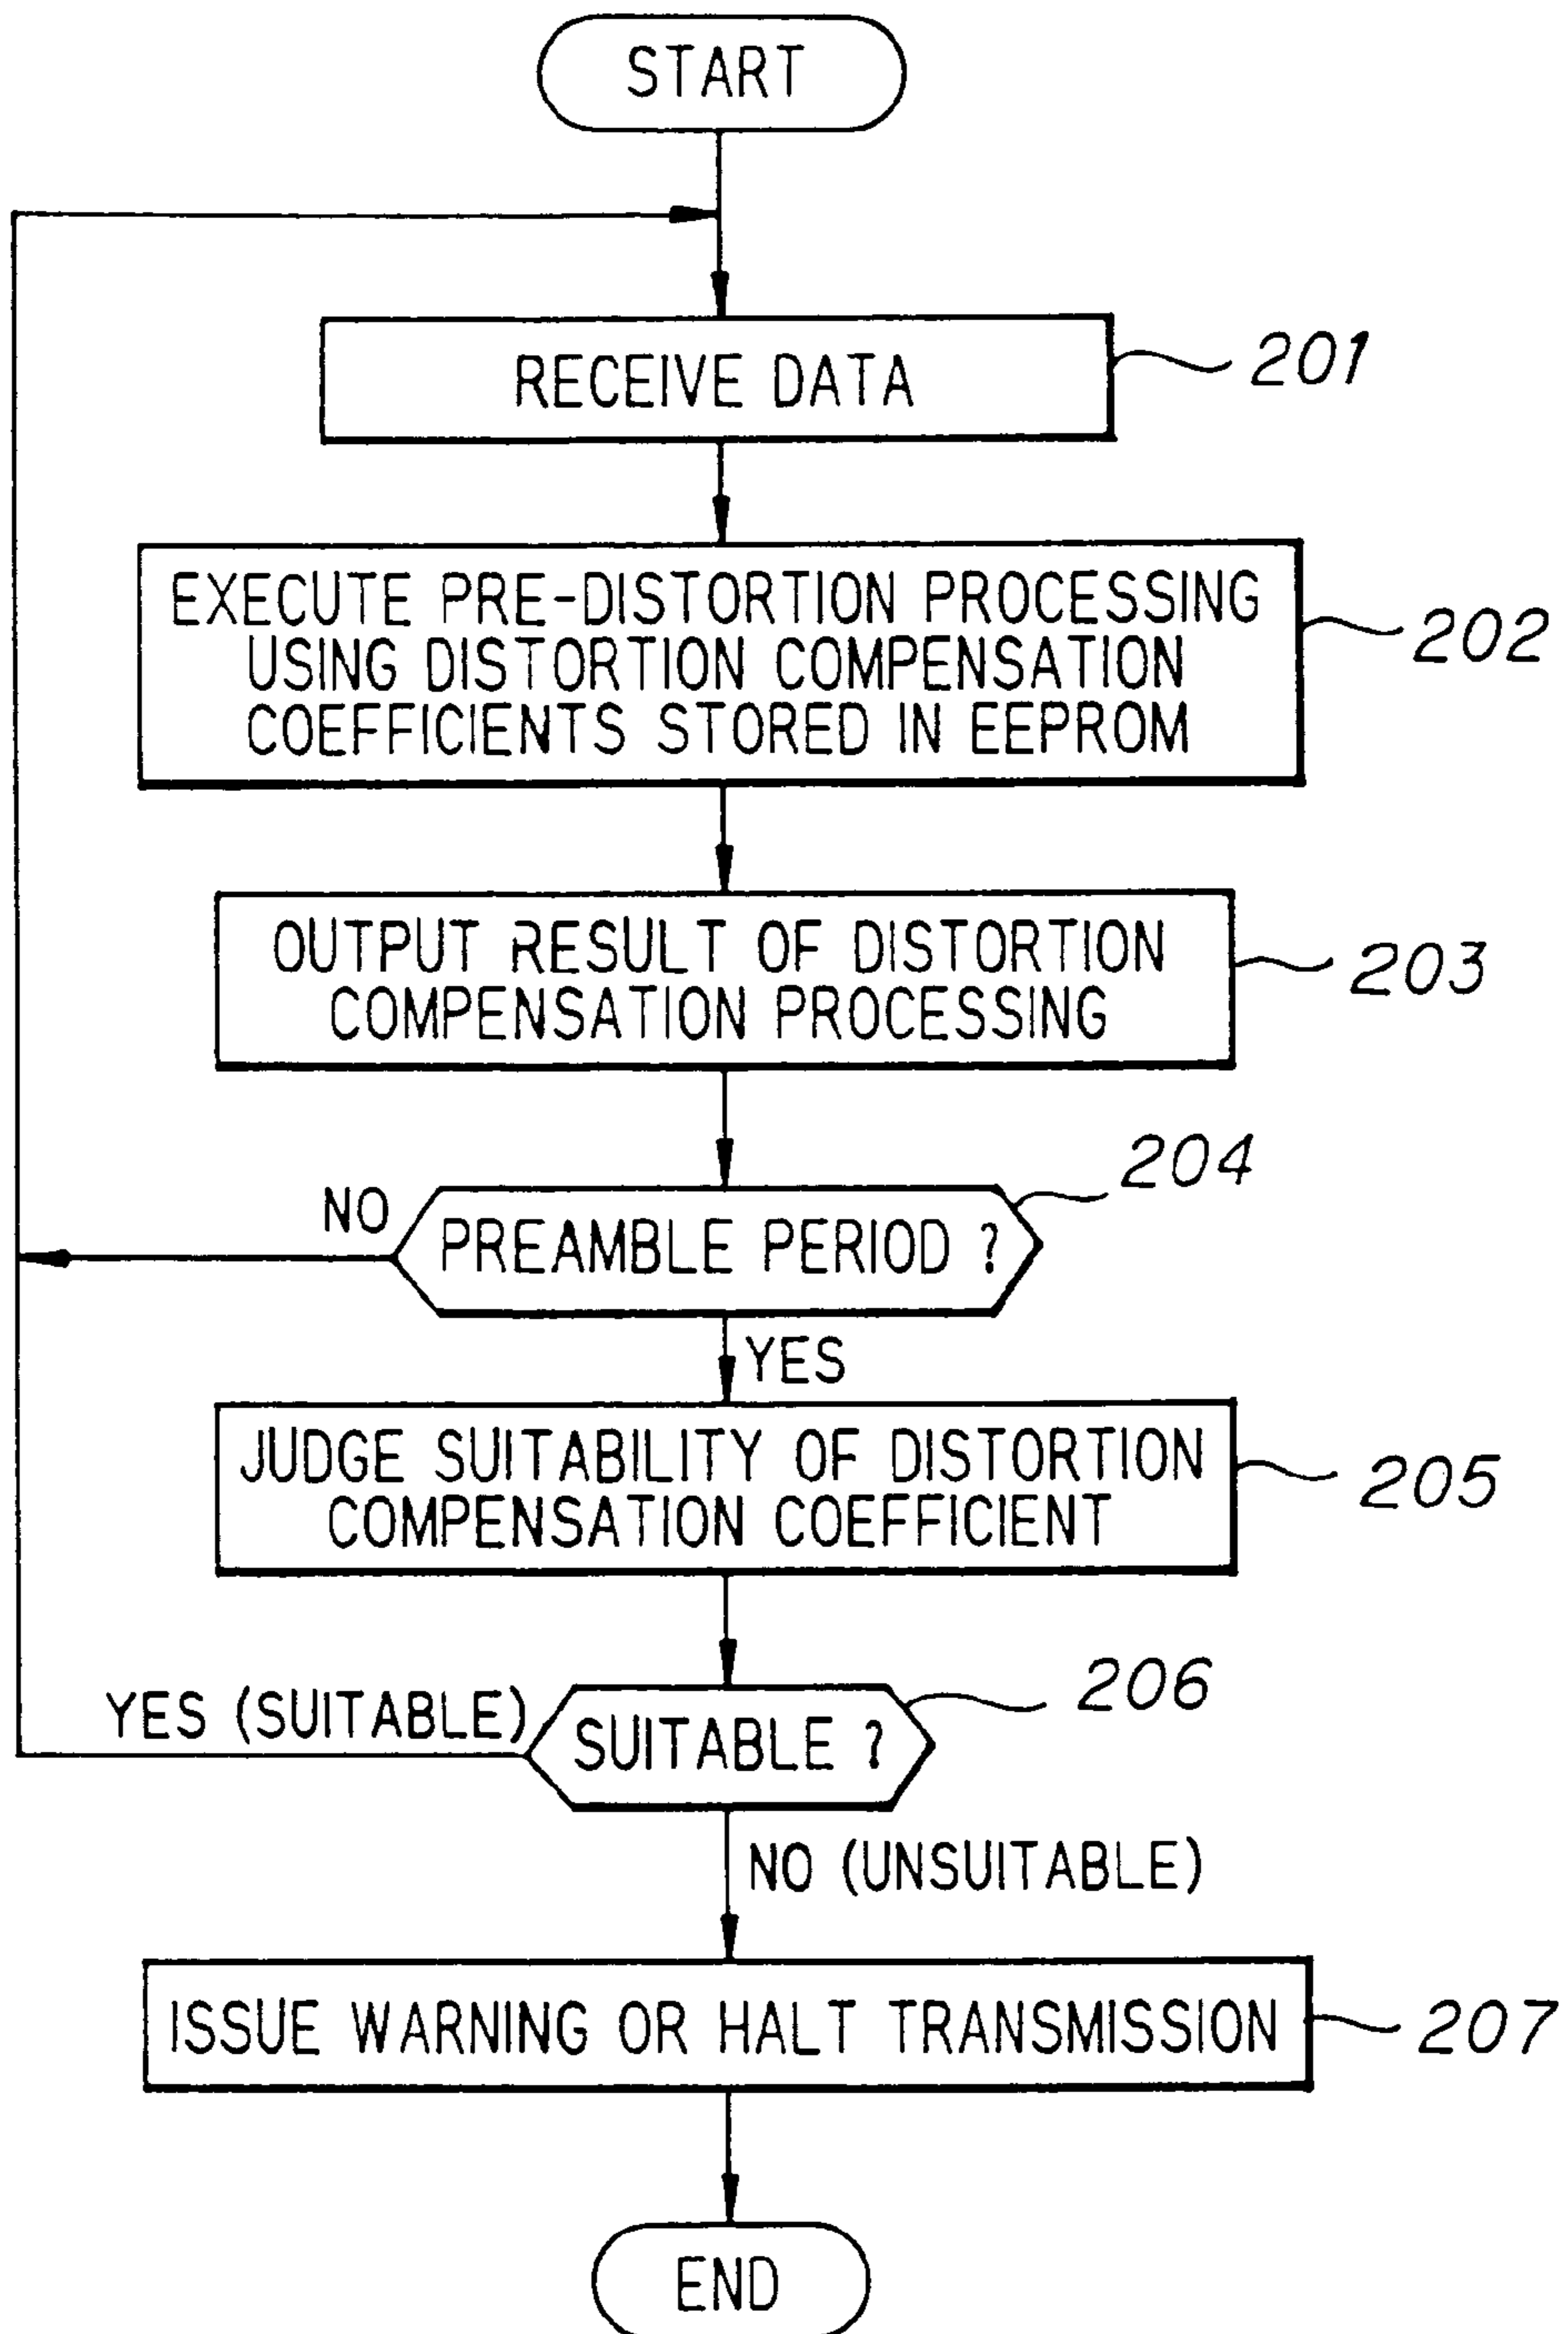 START
RECEIVE DATA
201
EXECUTE PRE-DISTORTION PROCESSING
USING DISTORTION COMPENSATION
COEFFICIENTS STORED IN EEPROM
202
OUTPUT RESULT OF DISTORTION
COMPENSATION PROCESSING
203
204
NO
PREAMBLE PERIOD ?
YES
JUDGE SUITABILITY OF DISTORTION
COMPENSATION COEFFICIENT
205
206
YES (SUITABLE)
SUITABLE ?
NO (UNSUITABLE)
ISSUE WARNING OR HALT TRANSMISSION
207
END